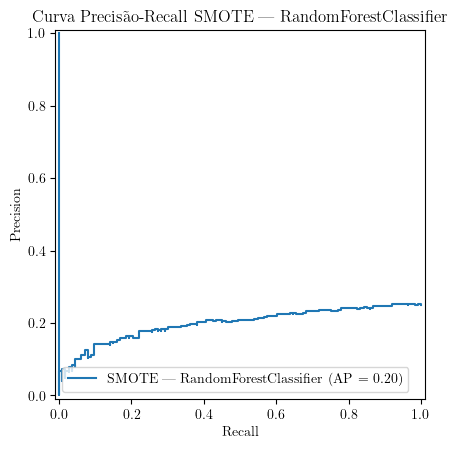 Curva Precisão-Recall SMOTE — RandomForestClassifier
1.0
0.8
0.6
0.4
0.2
0.0
Precision
SMOTE — RandomForestClassifier (AP = 0.20)
0.0 0.2 0.4 0.6 0.8 1.0
Recall